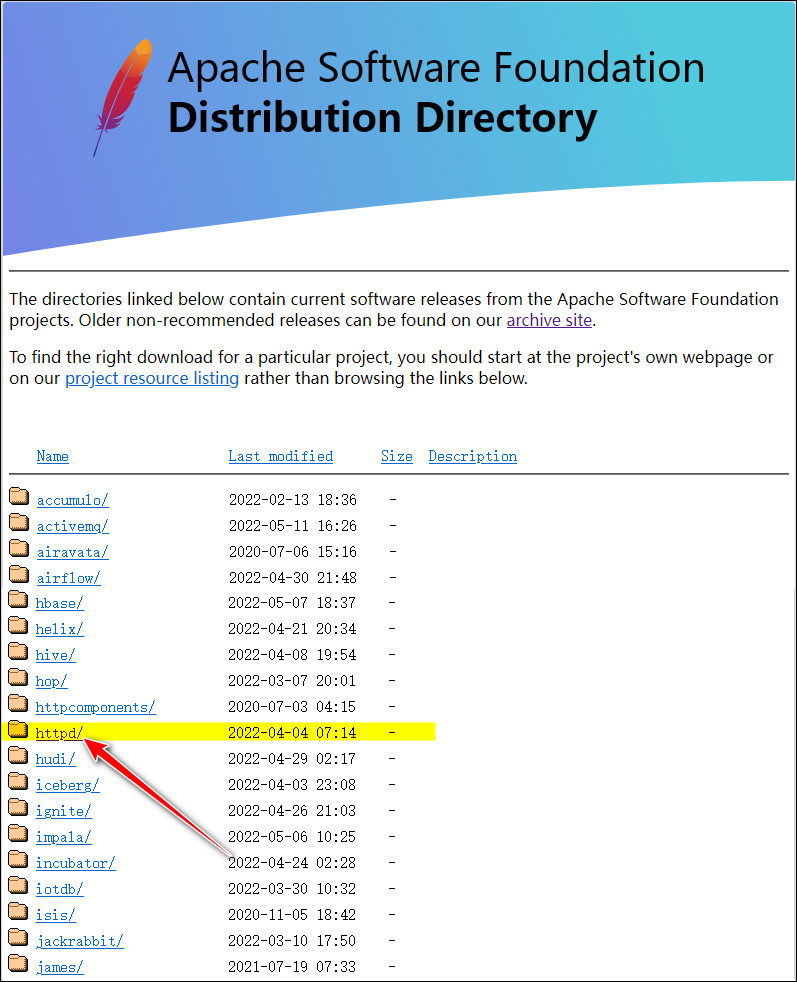 Apache Software Foundation
Distribution Directory
The directories linked below contain current software releases from the Apache Software Foundation
projects. Older non-recommended releases can be found on our archive site.
To find the right download for a particular project, you should start at the project's own webpage or
on our project resource listing rather than browsing the links below.
Name Last modified Size Description
accumulo/ 2022-02-13 18:36 -
activemq/ 2022-05-11 16:26 -
airavata/ 2020-07-06 15:16 -
airflow/ 2022-04-30 21:48 -
hbase/ 2022-05-07 18:37 -
helix/ 2022-04-21 20:34 -
hive/ 2022-04-08 19:54 -
hop/ 2022-03-07 20:01 -
httpcomponents/ 2020-07-03 04:15 -
httpd/ 2022-04-04 07:14 -
hudi/ 2022-04-29 02:17 -
iceberg/ 2022-04-03 23:08 -
ignite/ 2022-04-26 21:03 -
impala/ 2022-05-06 10:25 -
incubator/ 2022-04-24 02:28 -
iotdb/ 2022-03-30 10:32 -
isis/ 2020-11-05 18:42 -
jackrabbit/ 2022-03-10 17:50 -
james/ 2021-07-19 07:33 -